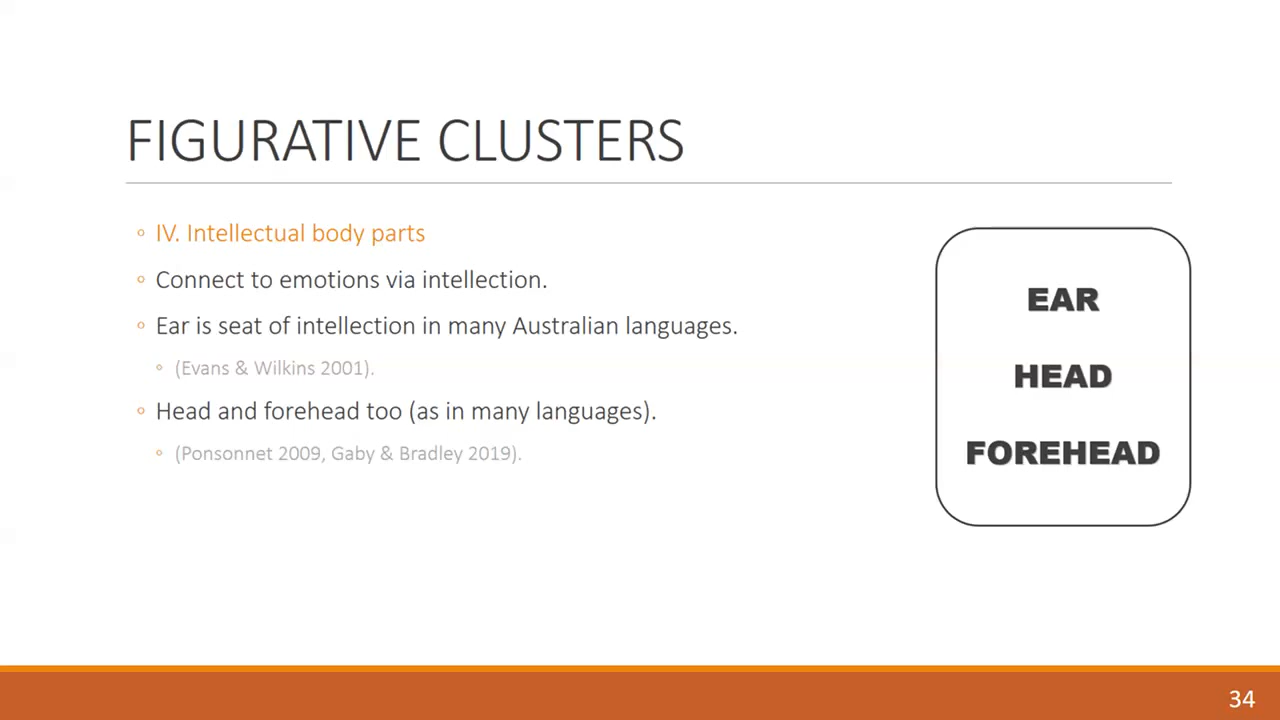 FIGURATIVE CLUSTERS
IV. Intellectual body parts
Connect to emotions via intellection.
Ear is seat of intellection in many Australian languages.
(Evans & Wilkins 2001).
Head and forehead too (as in many languages).
(Ponsonnet 2009, Gaby & Bradley 2019).
EAR
HEAD
FOREHEAD
34